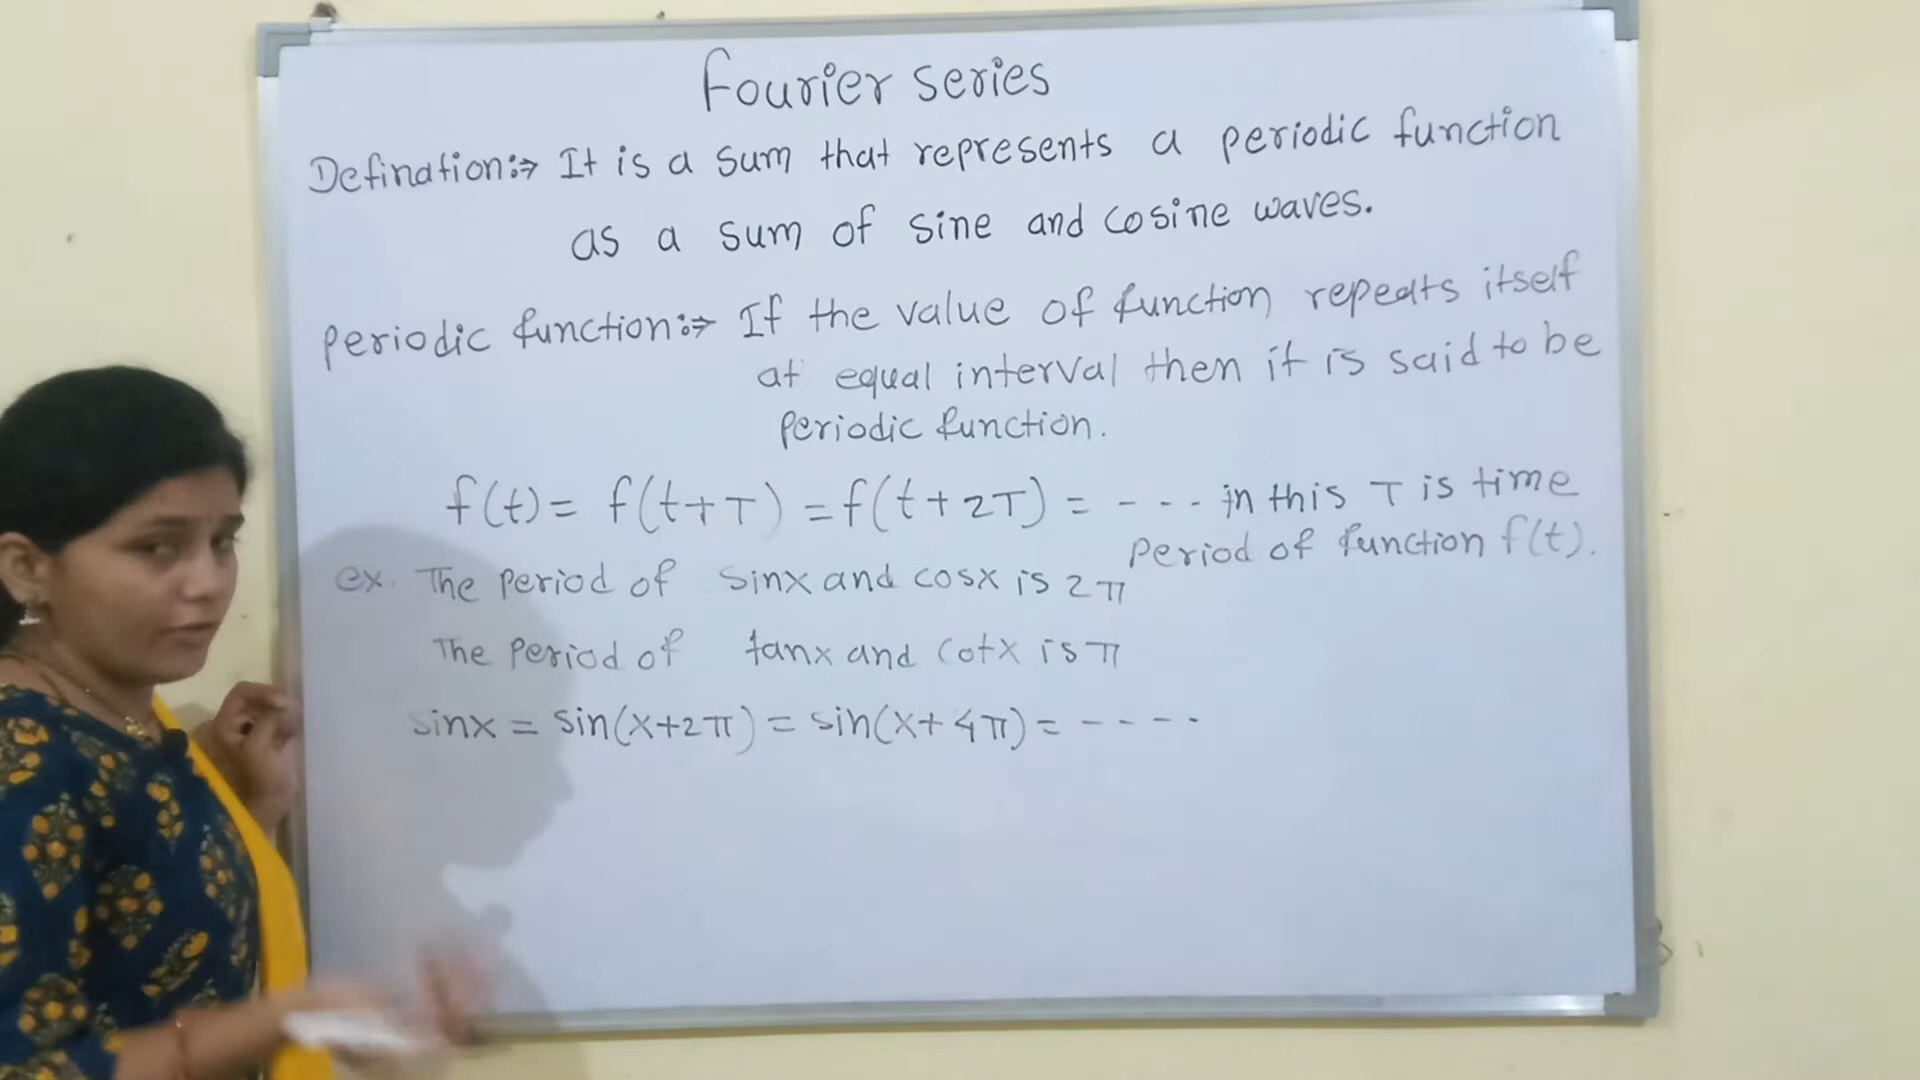 Fourier series
Defination:⇒ It is a sum that represents a periodic function
as a sum of sine and cosine waves.
periodic function:⇒ If the value of function repeats itself
at equal interval then it is said to be
periodic function.
f(t) = f(t+T) = f(t+2T) = ---- in this T is time
period of function f(t).
ex. The period of sinx and cosx is 2π
The period of tanx and cotx is π
sinx = sin(x+2π) = sin(x+4π) = ----